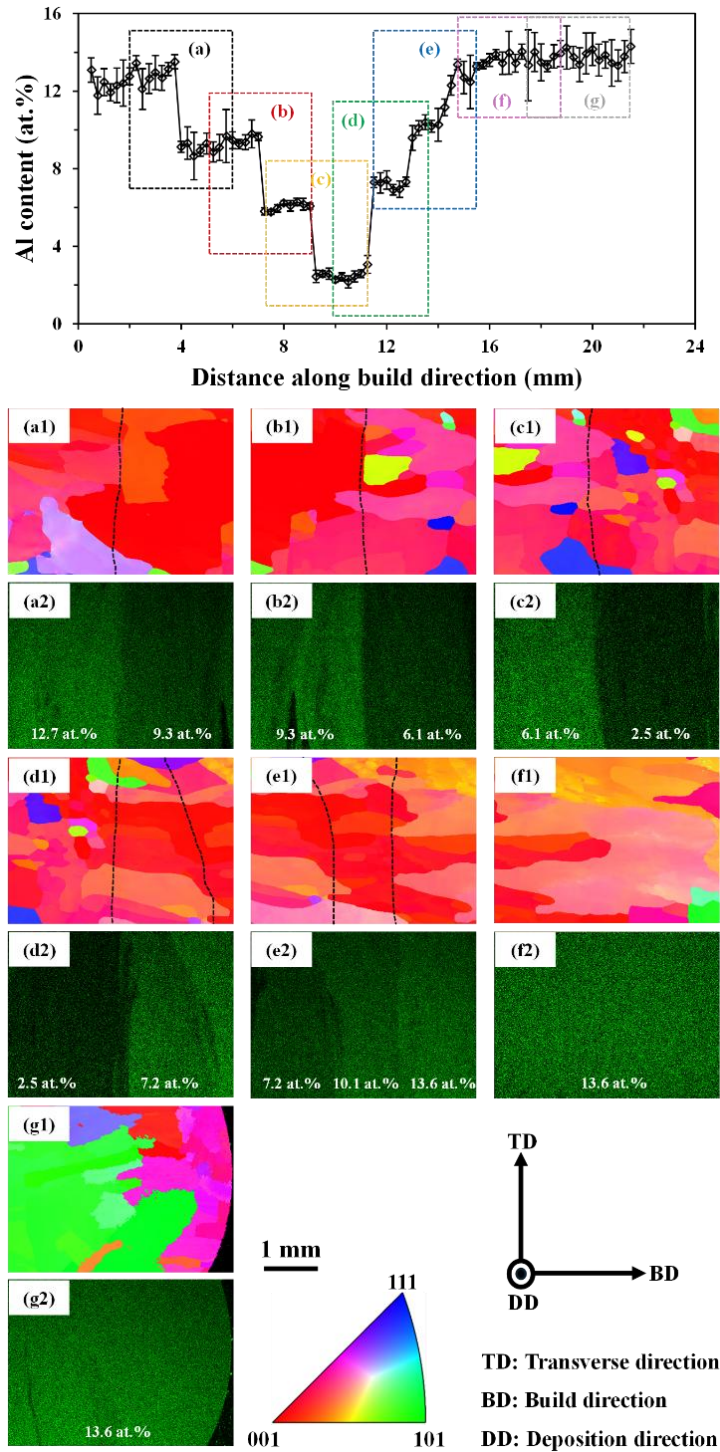 Al content (at.%)
16
12
8
4
0
0 4 8 12 16 20 24
Distance along build direction (mm)
(a)
(b)
(c)
(d)
(e)
(f)
(g)
(a1) (b1) (c1)
(a2) (b2) (c2)
12.7 at.% 9.3 at.% 9.3 at.% 6.1 at.% 6.1 at.% 2.5 at.%
(d1) (e1) (f1)
(d2) (e2) (f2)
2.5 at.% 7.2 at.% 7.2 at.% 10.1 at.% 13.6 at.% 13.6 at.%
(g1)
(g2)
13.6 at.%
1 mm
111
001 101
TD
BD
DD
TD: Transverse direction
BD: Build direction
DD: Deposition direction